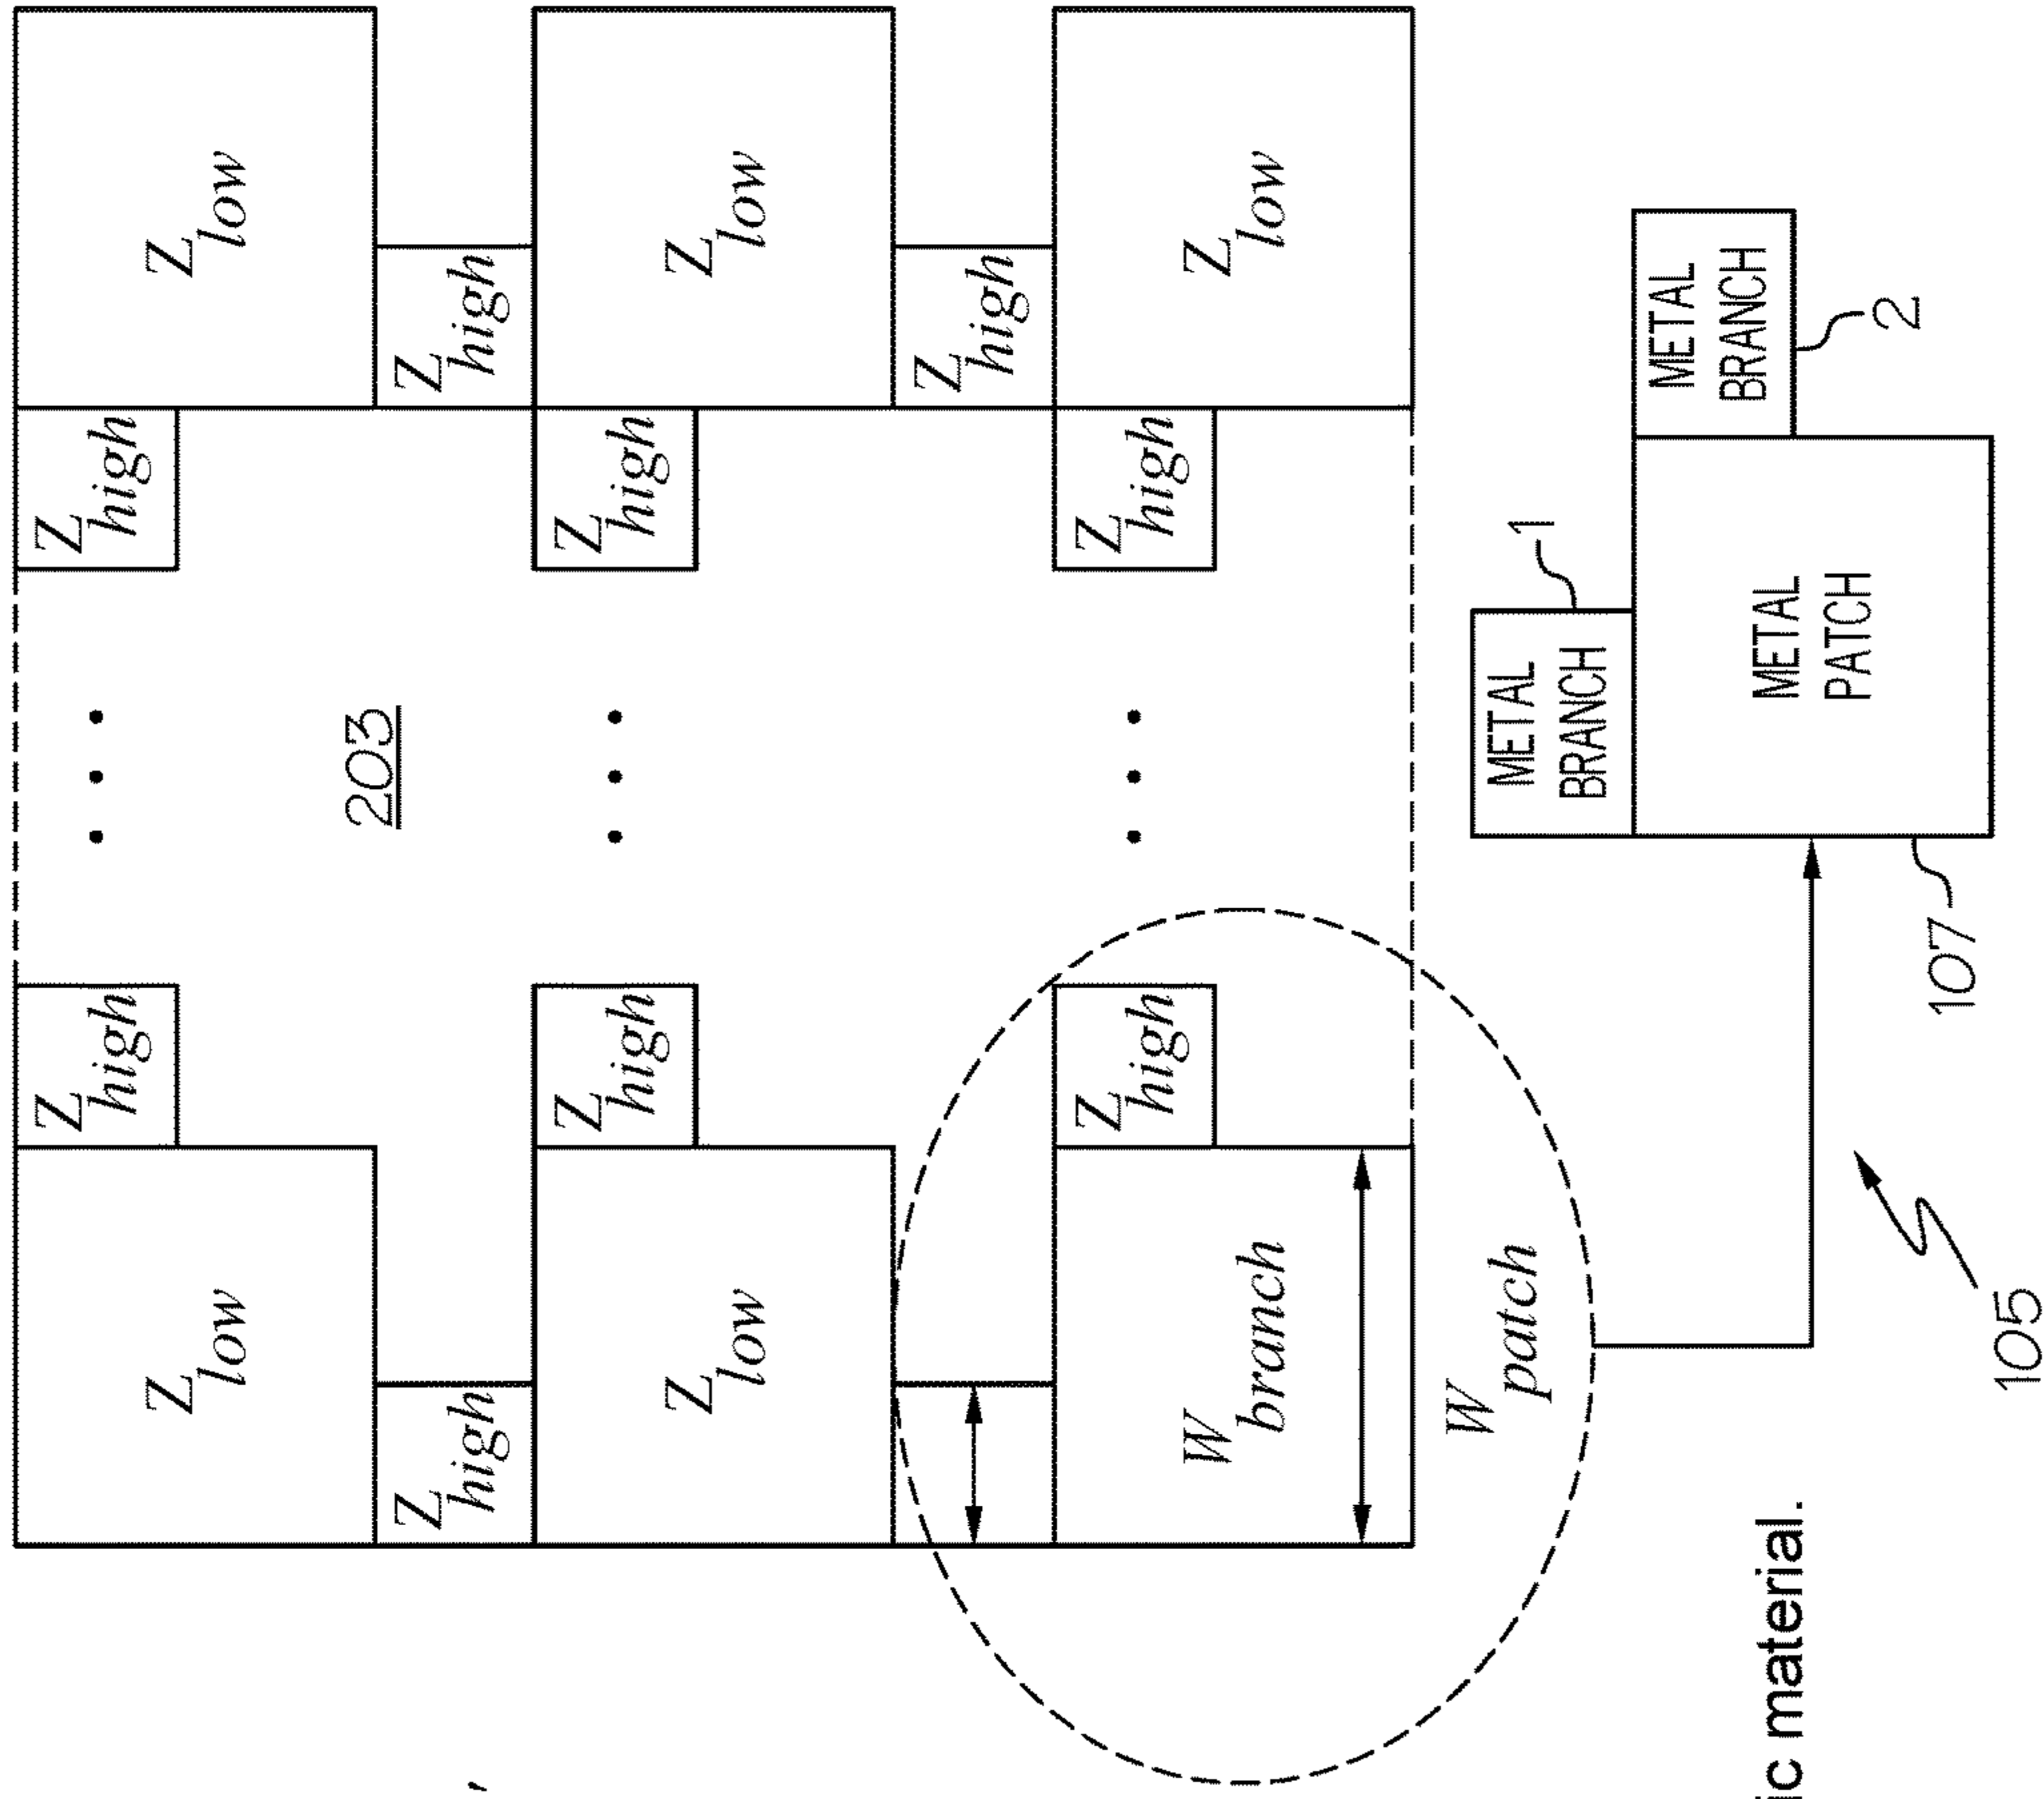 Z high
Z high
Z low
Z low
203
Z high
Z high
Z high
Z high
Z low
Z low
Z high
Z high
Z high
W branch
Z low
W patch
METAL
BRANCH
1
METAL
PATCH
METAL
BRANCH
2
107
105
ic material.